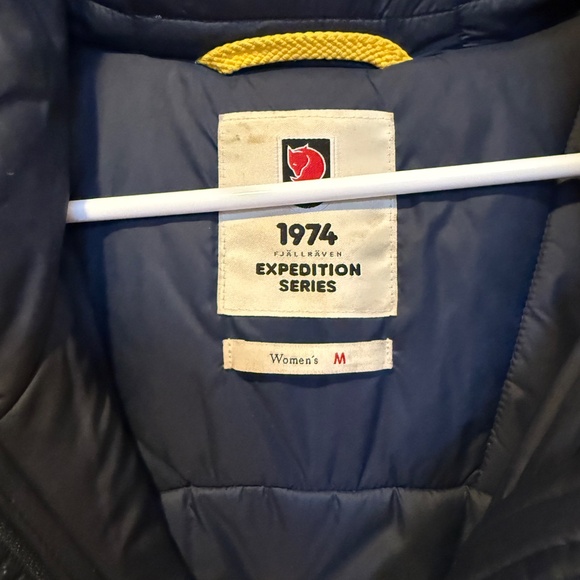 1974
FJÄLLRÄVEN
EXPEDITION
SERIES
Women's M